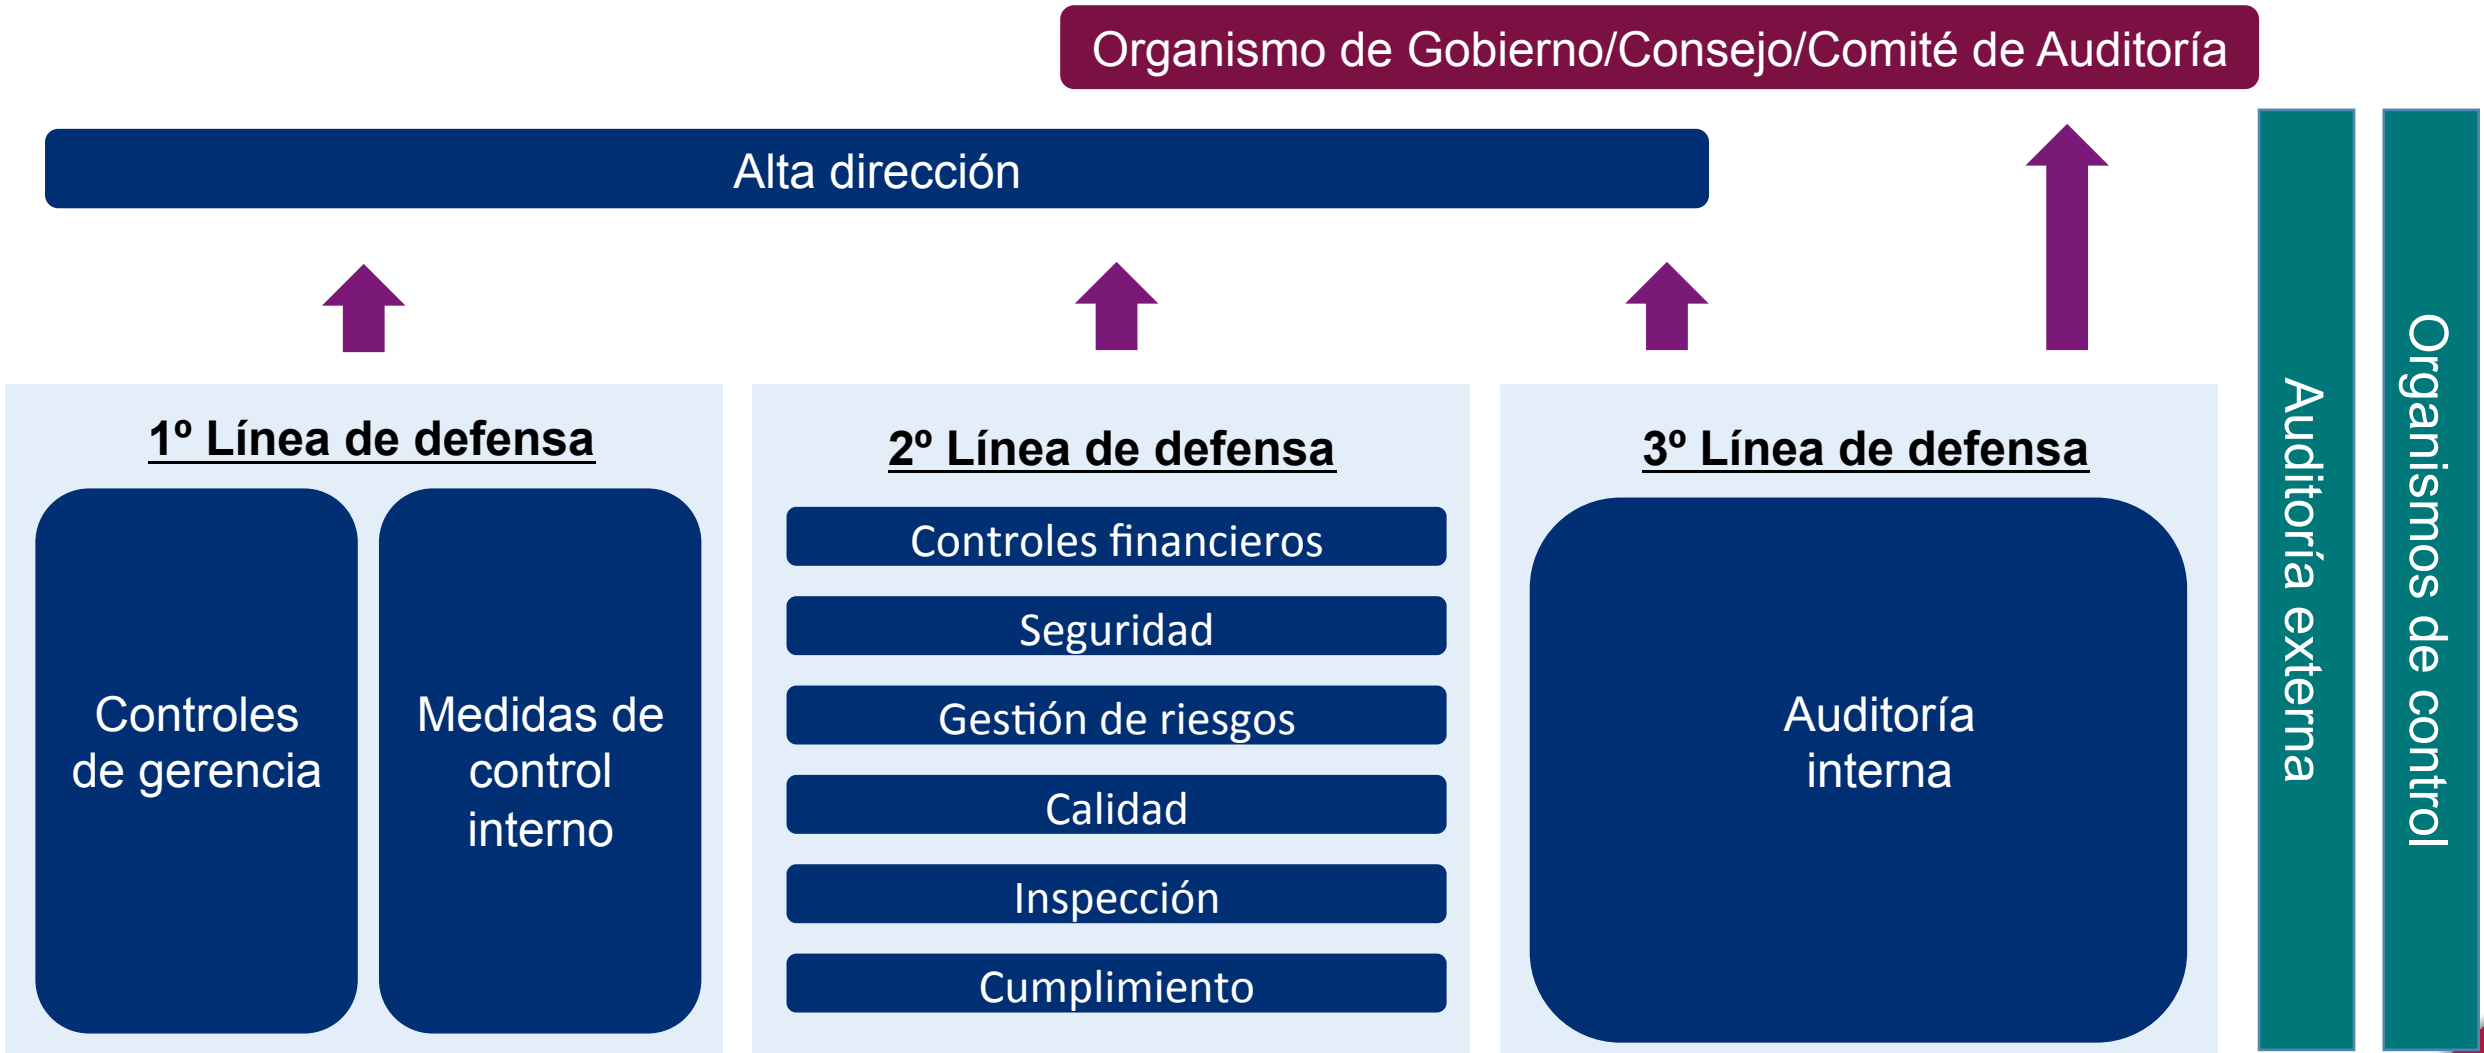 Organismo de Gobierno/Consejo/Comité de Auditoría
Alta dirección
1º Línea de defensa
Controles
de gerencia
Medidas de
control
interno
2º Línea de defensa
Controles financieros
Seguridad
Gestión de riesgos
Calidad
Inspección
Cumplimiento
3º Línea de defensa
Auditoría
interna
Auditoría externa
Organismos de control